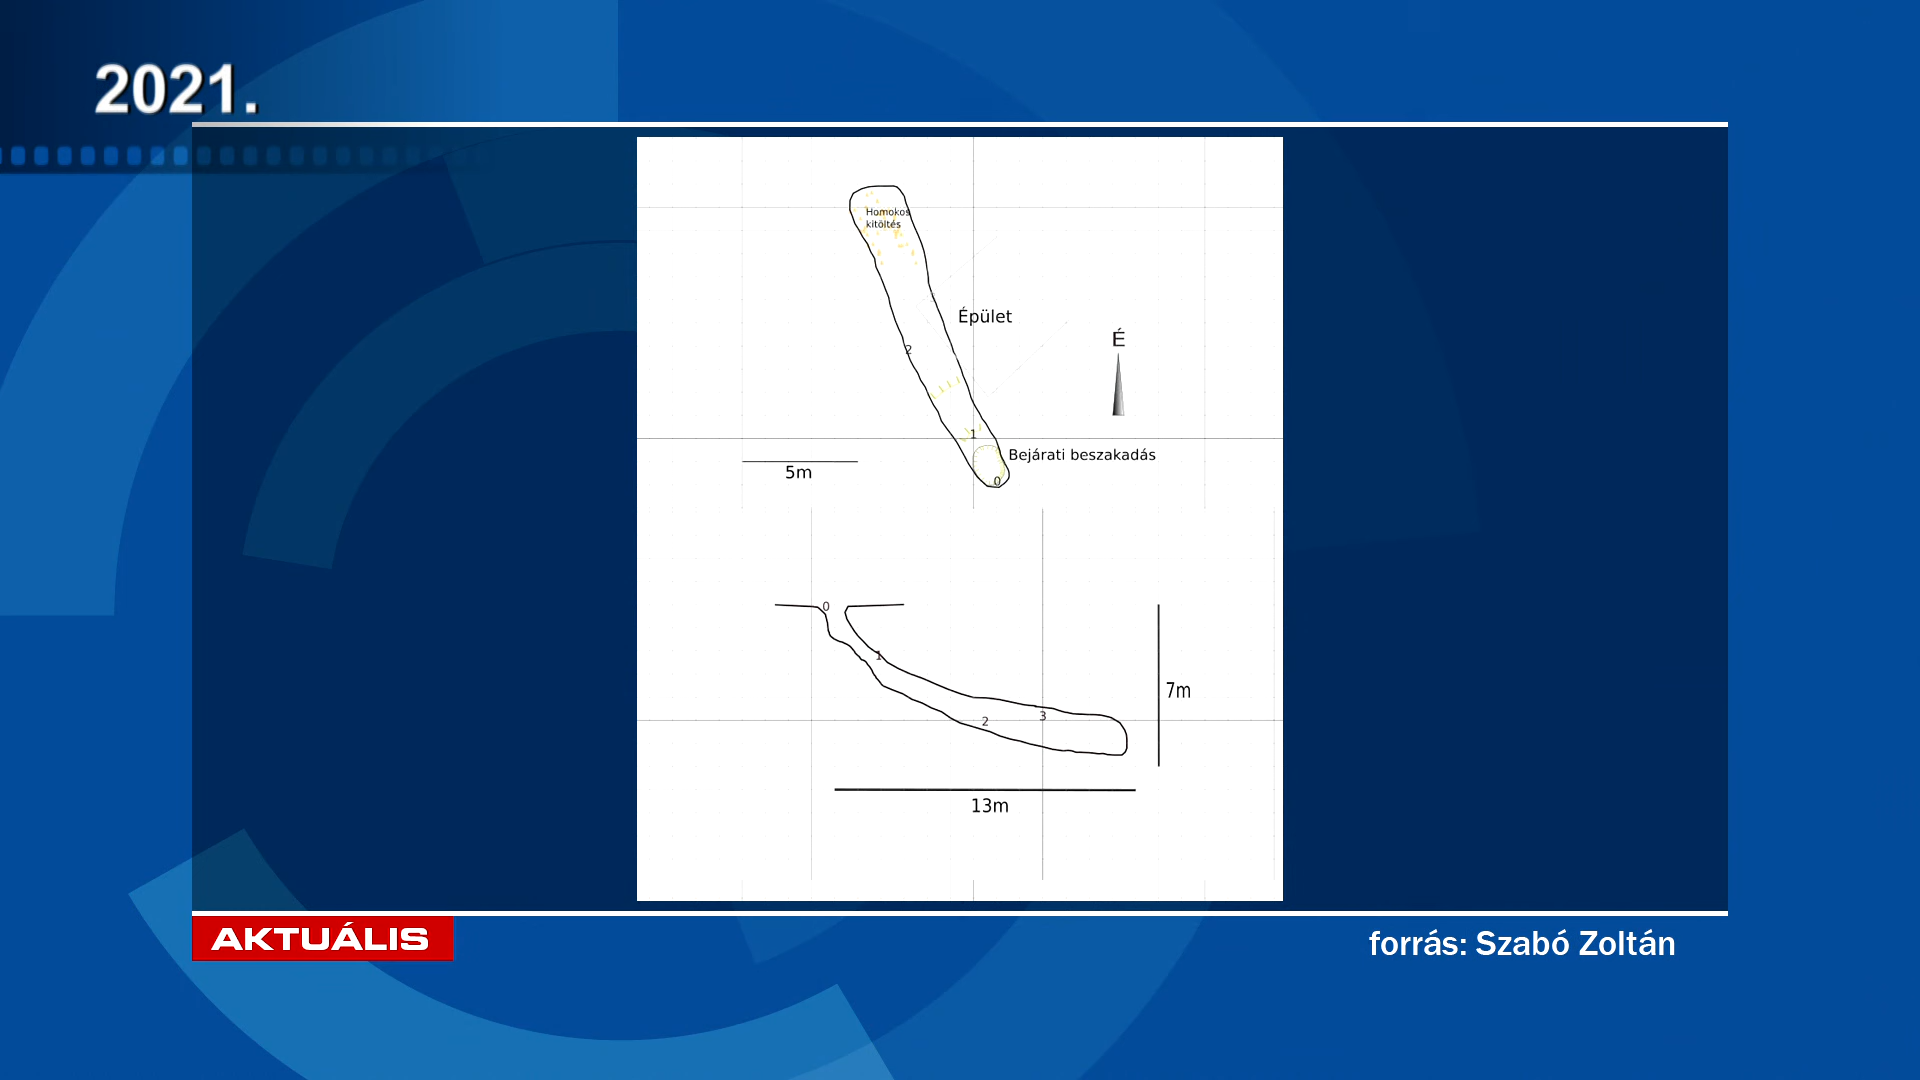 2021.
Homokos
kitöltés
Épület
É
2
1
Bejárati beszakadás
5m
0
0
1
7m
2
3
13m
AKTUÁLIS
forrás: Szabó Zoltán